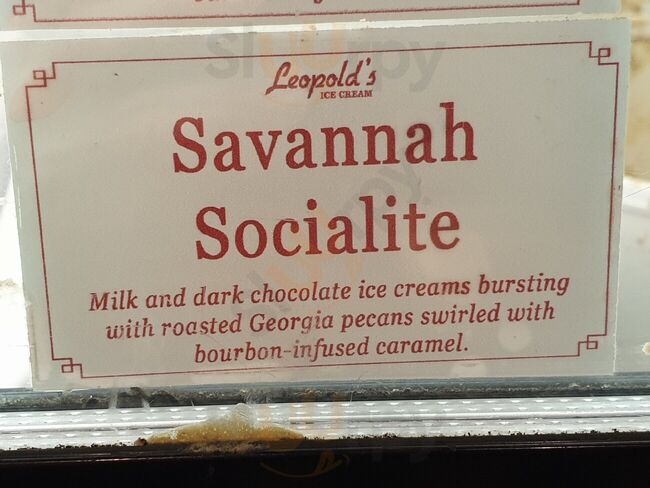 Leopold's
ICE CREAM
Savannah
Socialite
Milk and dark chocolate ice creams bursting
with roasted Georgia pecans swirled with
bourbon-infused caramel.